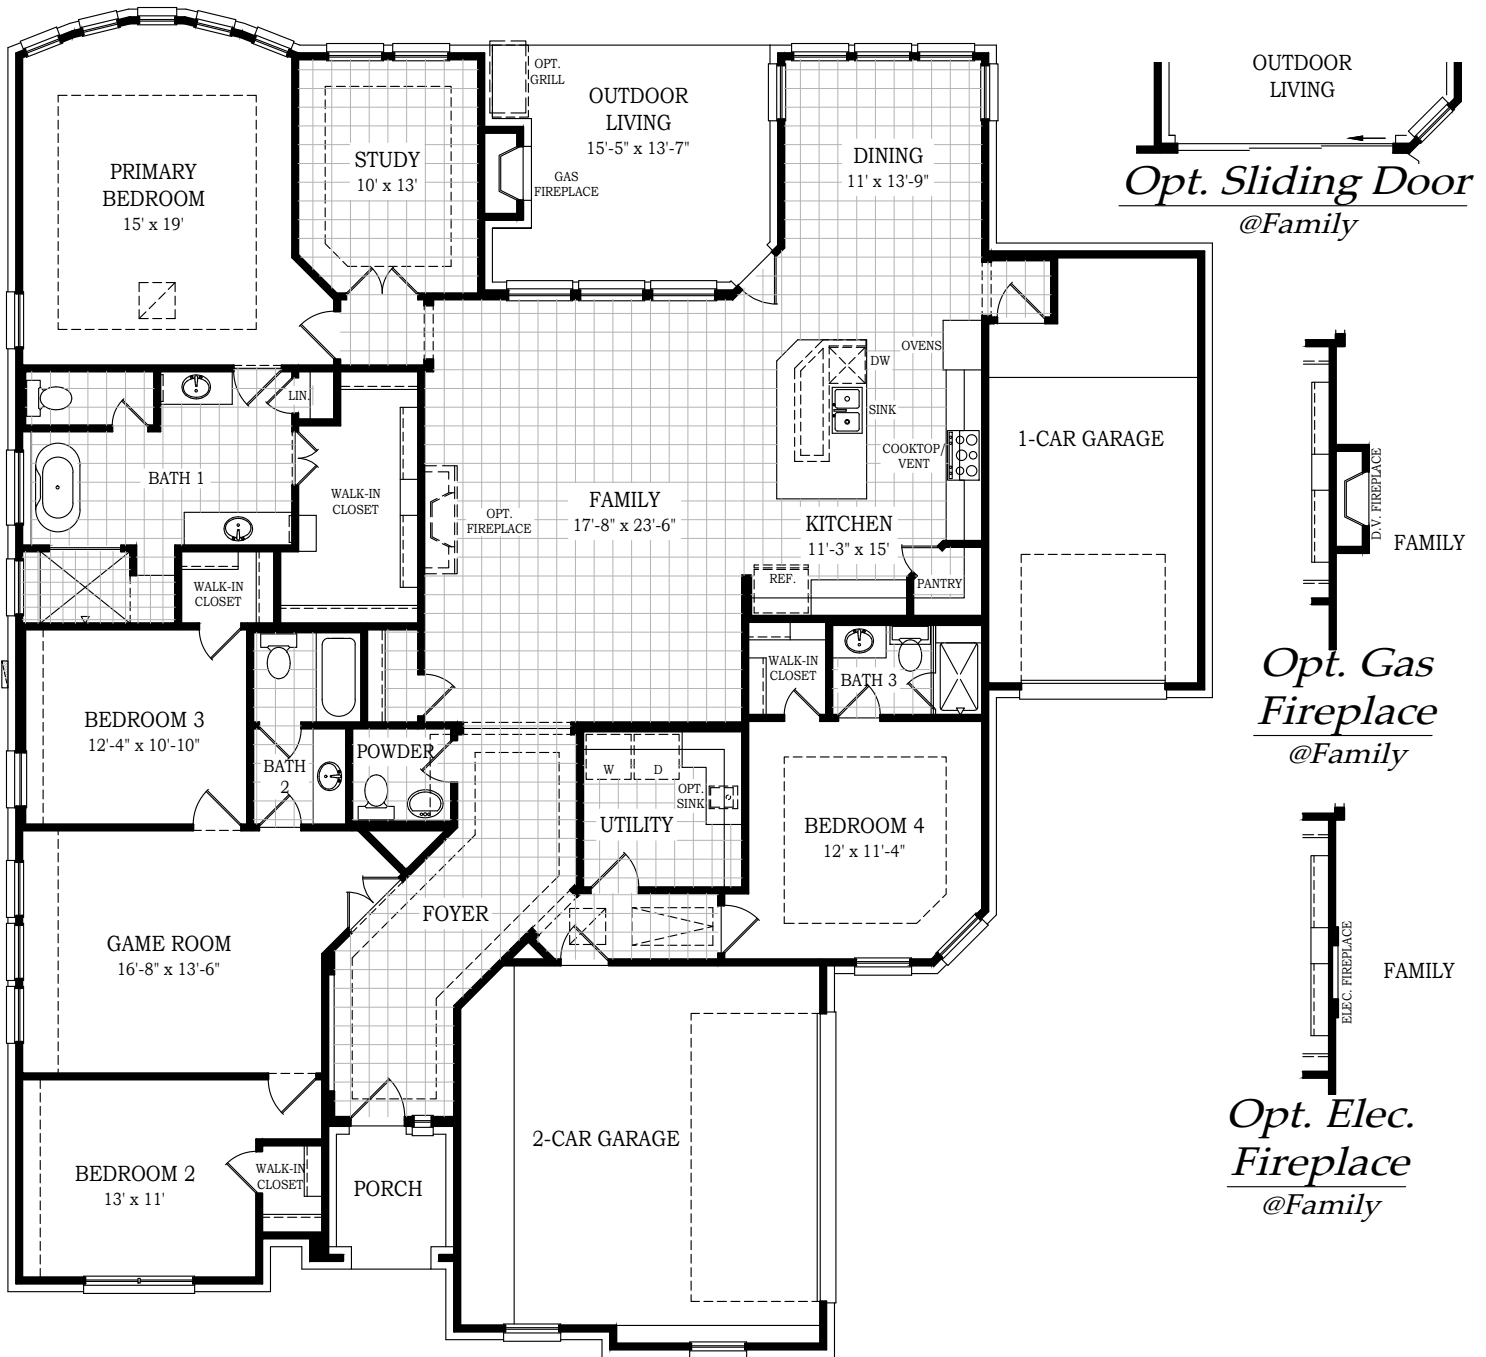 OPT.
GRILL
OUTDOOR
LIVING
15'-5" x 13'-7"
GAS
FIREPLACE
PRIMARY
BEDROOM
15' x 19'
STUDY
10' x 13'
DINING
11' x 13'-9"
OUTDOOR
LIVING
Opt. Sliding Door
@Family
LIN.
BATH 1
WALK-IN
CLOSET
OPT.
FIREPLACE
FAMILY
17'-8" x 23'-6"
OVENS
DW
SINK
COOKTOP/
VENT
KITCHEN
11'-3" x 15'
REF.
PANTRY
1-CAR GARAGE
D.V. FIREPLACE
FAMILY
Opt. Gas
Fireplace
@Family
WALK-IN
CLOSET
BEDROOM 3
12'-4" x 10'-10"
BATH
2
POWDER
W
D
OPT.
SINK
UTILITY
WALK-IN
CLOSET
BATH 3
BEDROOM 4
12' x 11'-4"
FOYER
GAME ROOM
16'-8" x 13'-6"
ELEC. FIREPLACE
FAMILY
Opt. Elec.
Fireplace
@Family
BEDROOM 2
13' x 11'
WALK-IN
CLOSET
PORCH
2-CAR GARAGE